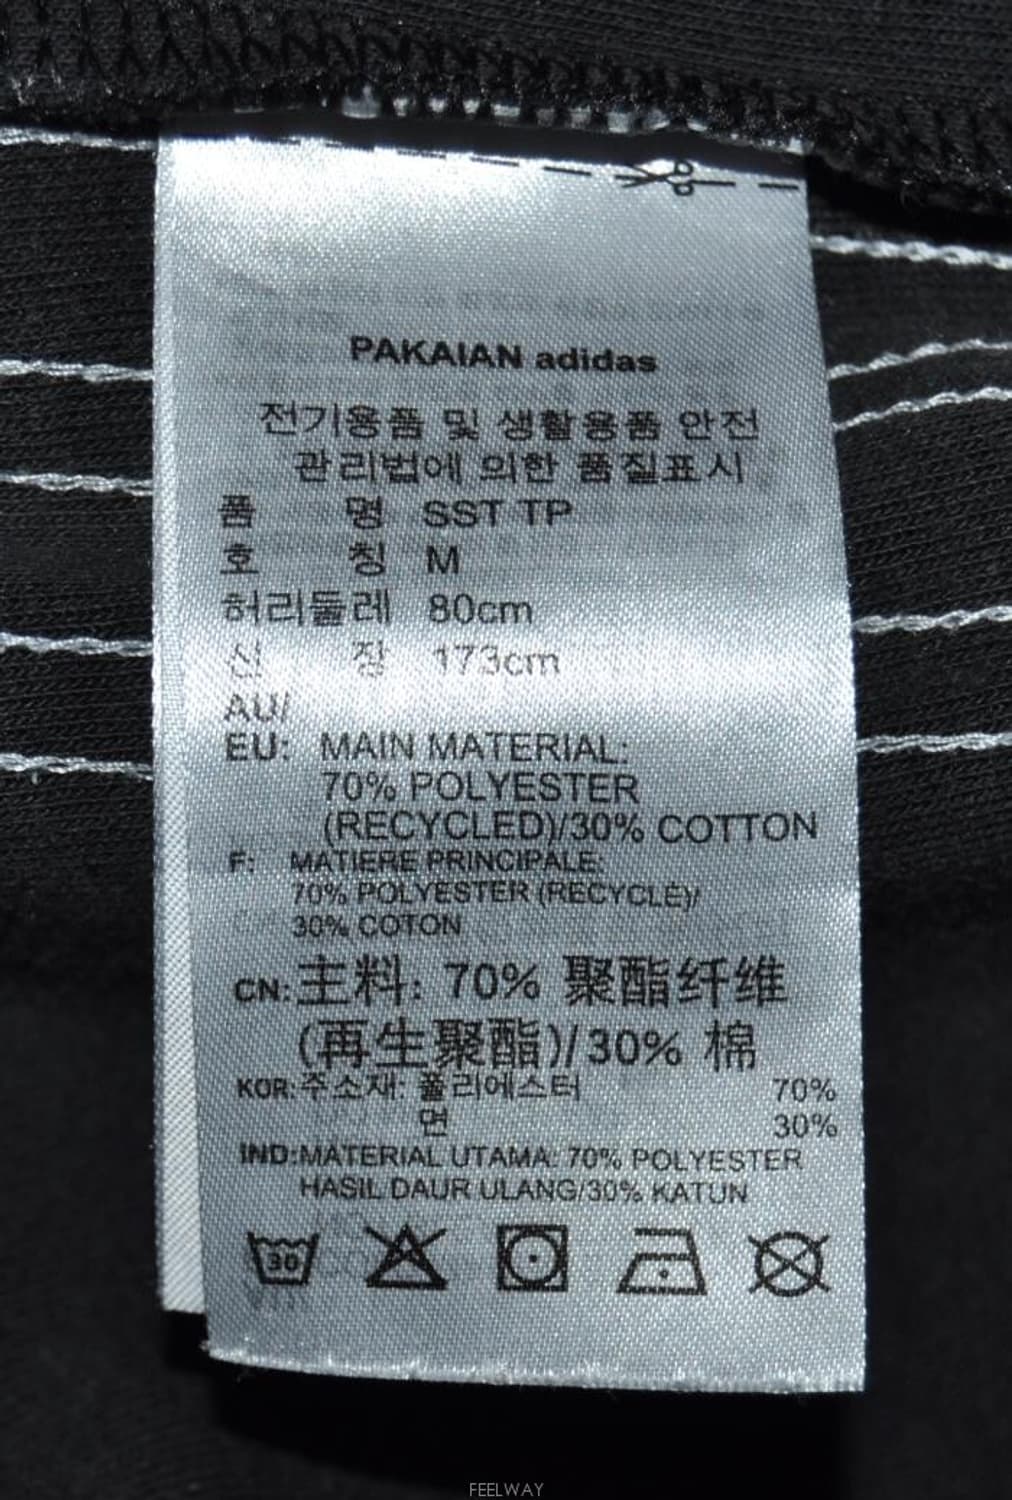 PAKAIAN adidas
전기용품 및 생활용품 안전
관리법에 의한 품질표시
품 명 SST TP
호 칭 M
허리둘레 80cm
신 장 173cm
AU/
EU: MAIN MATERIAL:
70% POLYESTER
(RECYCLED)/30% COTTON
F: MATIERE PRINCIPALE:
70% POLYESTER (RECYCLE)/
30% COTON
CN: 主料: 70% 聚酯纤维
(再生聚酯)/30% 棉
KOR: 주소재: 폴리에스터 70%
면 30%
IND: MATERIAL UTAMA: 70% POLYESTER
HASIL DAUR ULANG/30% KATUN
30
FEELWAY